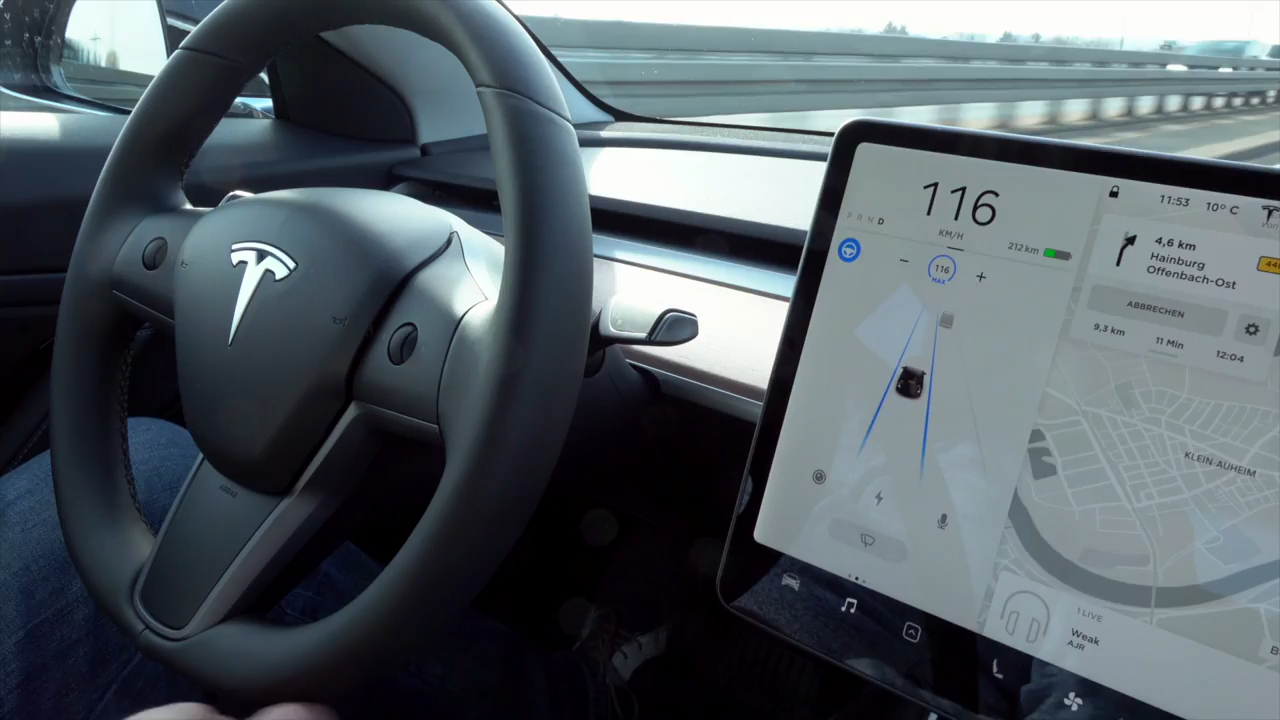 AIRBAG
P R N D
116
KM/H
212 km
−
116
MAX
+
11:53
10° C
4,6 km
Hainburg
Offenbach-Ost
ABBRECHEN
9,3 km
11 Min
12:04
KLEIN-AUHEIM
1 LIVE
Weak
AJR